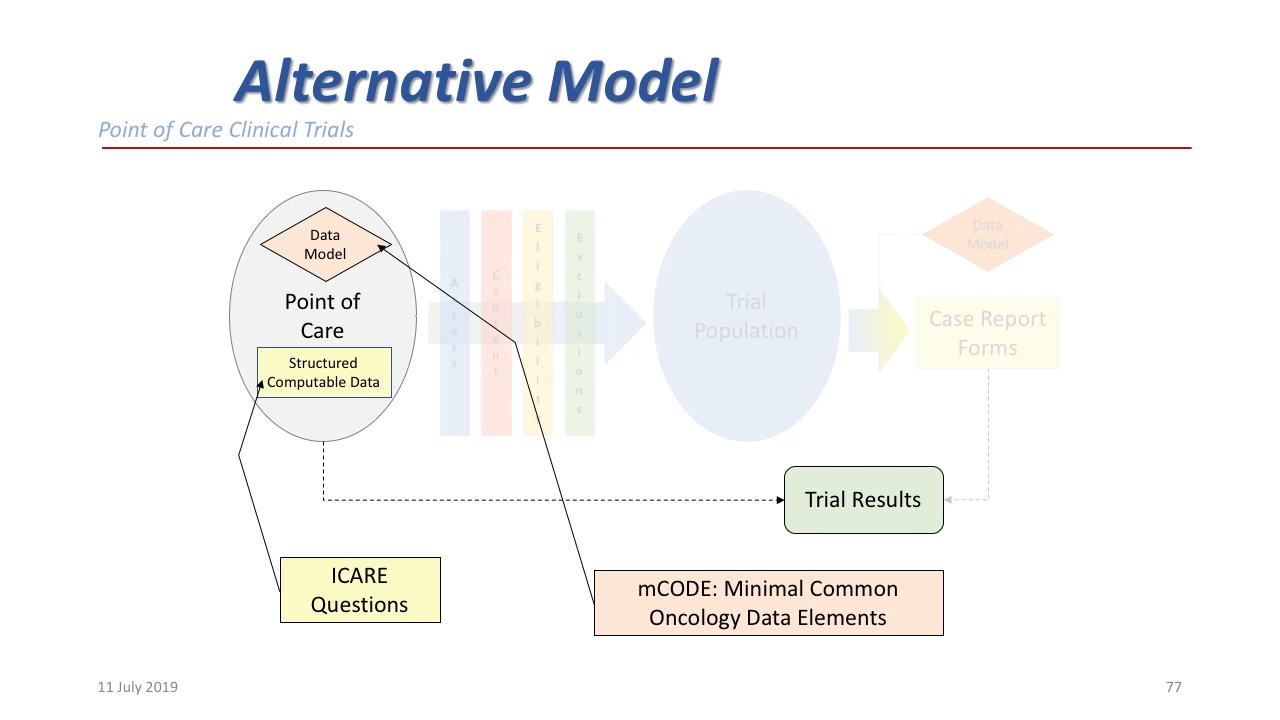 Alternative Model
Point of Care Clinical Trials
Data
Model
Point of
Care
Structured
Computable Data
Access
Consent
Eligibility
Exclusions
Trial
Population
Data
Model
Case Report
Forms
Trial Results
ICARE
Questions
mCODE: Minimal Common
Oncology Data Elements
11 July 2019
77